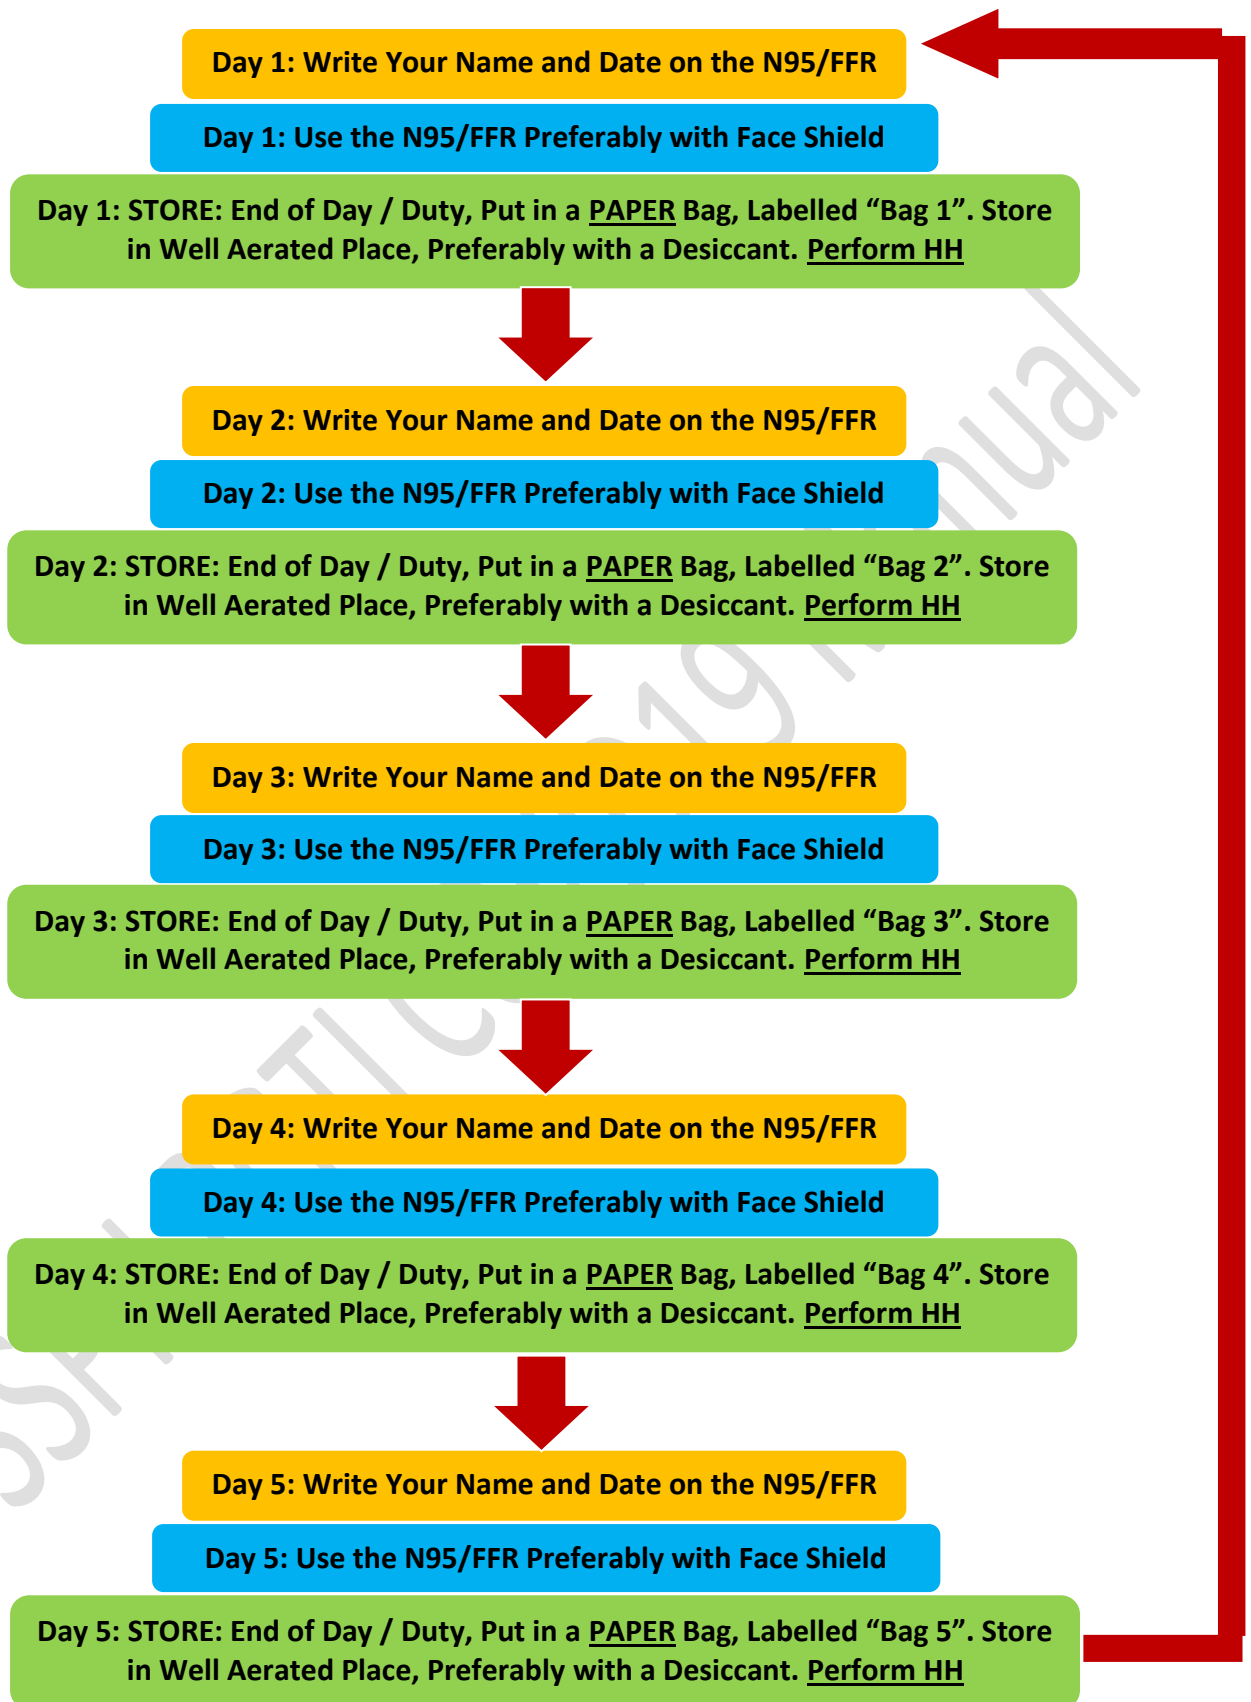 Day 1: Write Your Name and Date on the N95/FFR
Day 1: Use the N95/FFR Preferably with Face Shield
Day 1: STORE: End of Day / Duty, Put in a PAPER Bag, Labelled “Bag 1”. Store
in Well Aerated Place, Preferably with a Desiccant. Perform HH
Day 2: Write Your Name and Date on the N95/FFR
Day 2: Use the N95/FFR Preferably with Face Shield
Day 2: STORE: End of Day / Duty, Put in a PAPER Bag, Labelled “Bag 2”. Store
in Well Aerated Place, Preferably with a Desiccant. Perform HH
Day 3: Write Your Name and Date on the N95/FFR
Day 3: Use the N95/FFR Preferably with Face Shield
Day 3: STORE: End of Day / Duty, Put in a PAPER Bag, Labelled “Bag 3”. Store
in Well Aerated Place, Preferably with a Desiccant. Perform HH
Day 4: Write Your Name and Date on the N95/FFR
Day 4: Use the N95/FFR Preferably with Face Shield
Day 4: STORE: End of Day / Duty, Put in a PAPER Bag, Labelled “Bag 4”. Store
in Well Aerated Place, Preferably with a Desiccant. Perform HH
Day 5: Write Your Name and Date on the N95/FFR
Day 5: Use the N95/FFR Preferably with Face Shield
Day 5: STORE: End of Day / Duty, Put in a PAPER Bag, Labelled “Bag 5”. Store
in Well Aerated Place, Preferably with a Desiccant. Perform HH